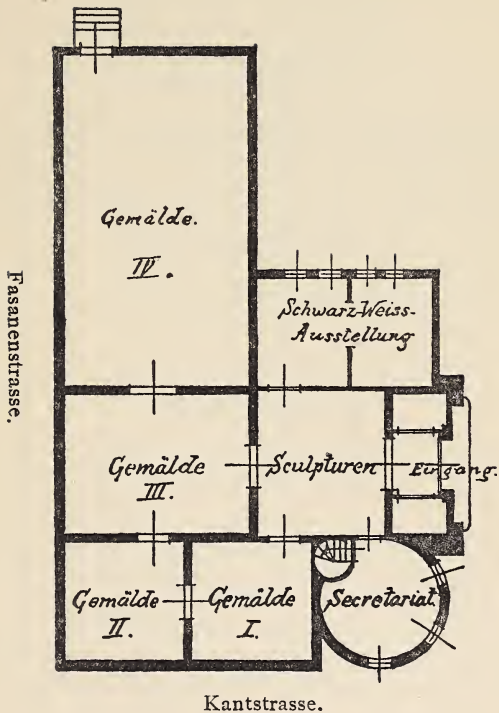 Gemälde.
IV.
Schwarz-Weiss-
Ausstellung
Fasanenstrasse.
Gemälde
III.
Sculpturen
Eingang.
Gemälde
II.
Gemälde
I.
Secretariat.
Kantstrasse.